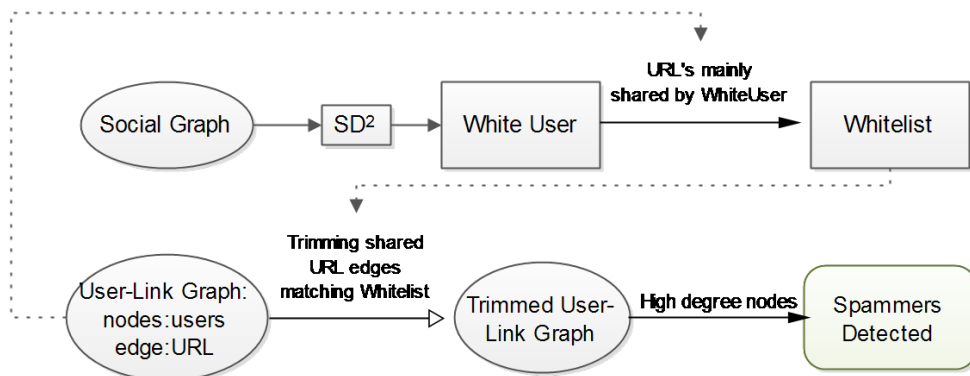 URL's mainly
shared by WhiteUser
Social Graph
SD²
White User
Whitelist
Trimming shared
URL edges
matching Whitelist
User-Link Graph:
nodes:users
edge:URL
Trimmed User-
Link Graph
High degree nodes
Spammers
Detected